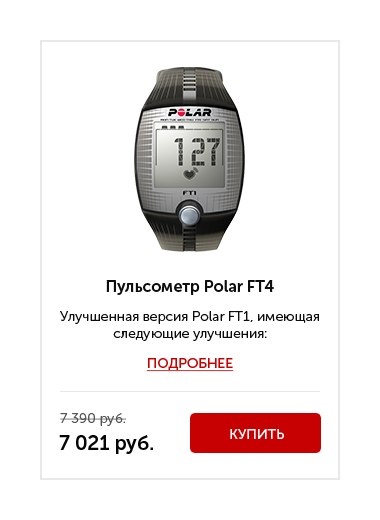 POLAR
127
FT1
Пульсометр Polar FT4
Улучшенная версия Polar FT1, имеющая
следующие улучшения:
ПОДРОБНЕЕ
7 390 руб.
7 021 руб.
КУПИТЬ